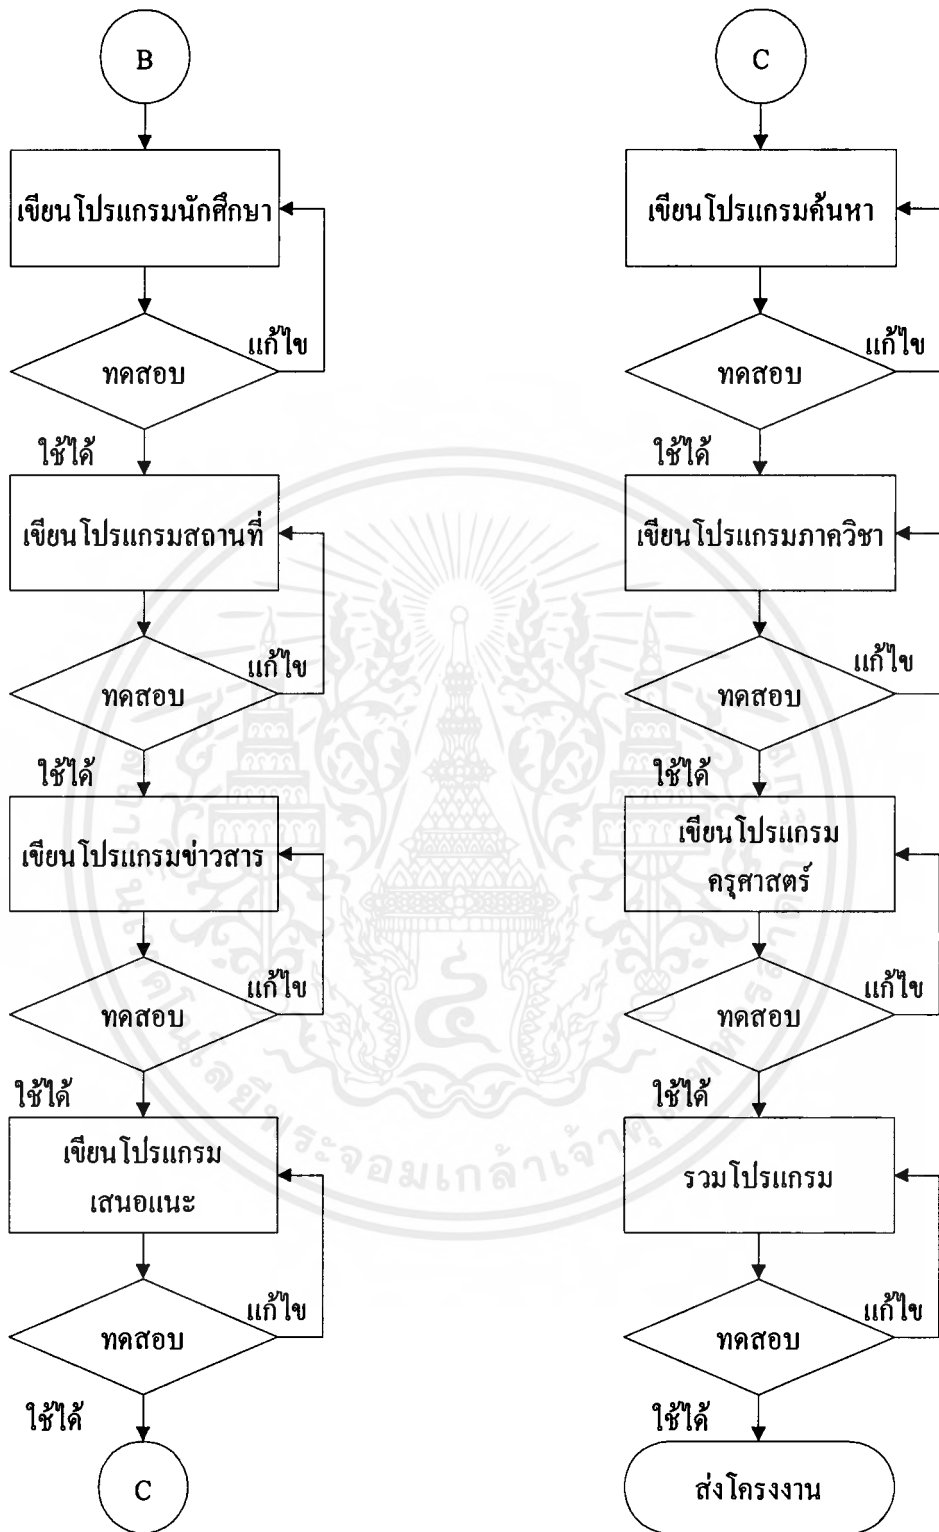 B
เขียนโปรแกรมนักศึกษา
แก้ไข
ทดสอบ
ใช้ได้
เขียนโปรแกรมสถานที่
แก้ไข
ทดสอบ
ใช้ได้
เขียนโปรแกรมข่าวสาร
แก้ไข
ทดสอบ
ใช้ได้
เขียนโปรแกรม
เสนอแนะ
แก้ไข
ทดสอบ
ใช้ได้
C
C
เขียนโปรแกรมค้นหา
แก้ไข
ทดสอบ
ใช้ได้
เขียนโปรแกรมภาควิชา
แก้ไข
ทดสอบ
ใช้ได้
เขียนโปรแกรม
ครุศาสตร์
แก้ไข
ทดสอบ
ใช้ได้
รวมโปรแกรม
แก้ไข
ทดสอบ
ใช้ได้
ส่งโครงงาน